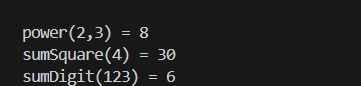 power(2,3) = 8
sumSquare(4) = 30
sumDigit(123) = 6